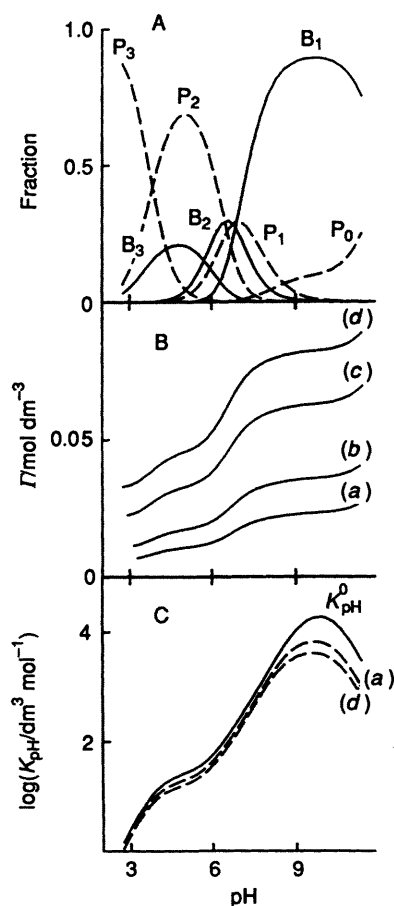 A
1.0
P3
B1
P2
Fraction
0.5
B2
P1
B3
P0
0
B
(d)
(c)
Γ/mol dm−3
0.05
(b)
(a)
0
C
K0pH
4
log(KpH/dm3 mol−1)
(a)
(d)
2
3 6 9
pH